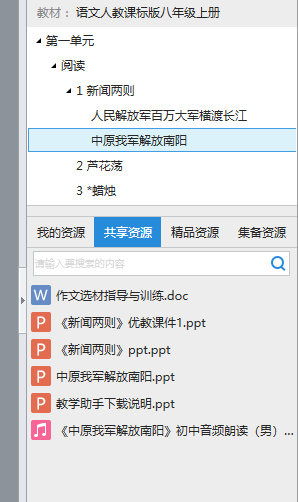 教材： 语文人教课标版八年级上册
第一单元
阅读
1 新闻两则
人民解放军百万大军横渡长江
中原我军解放南阳
2 芦花荡
3 *蜡烛
我的资源 共享资源 精品资源 集备资源
请输入要搜索的内容
W 作文选材指导与训练.doc
P 《新闻两则》优教课件1.ppt
P 《新闻两则》ppt.ppt
P 中原我军解放南阳.ppt
P 教学助手下载说明.ppt
《中原我军解放南阳》初中音频朗读（男）...